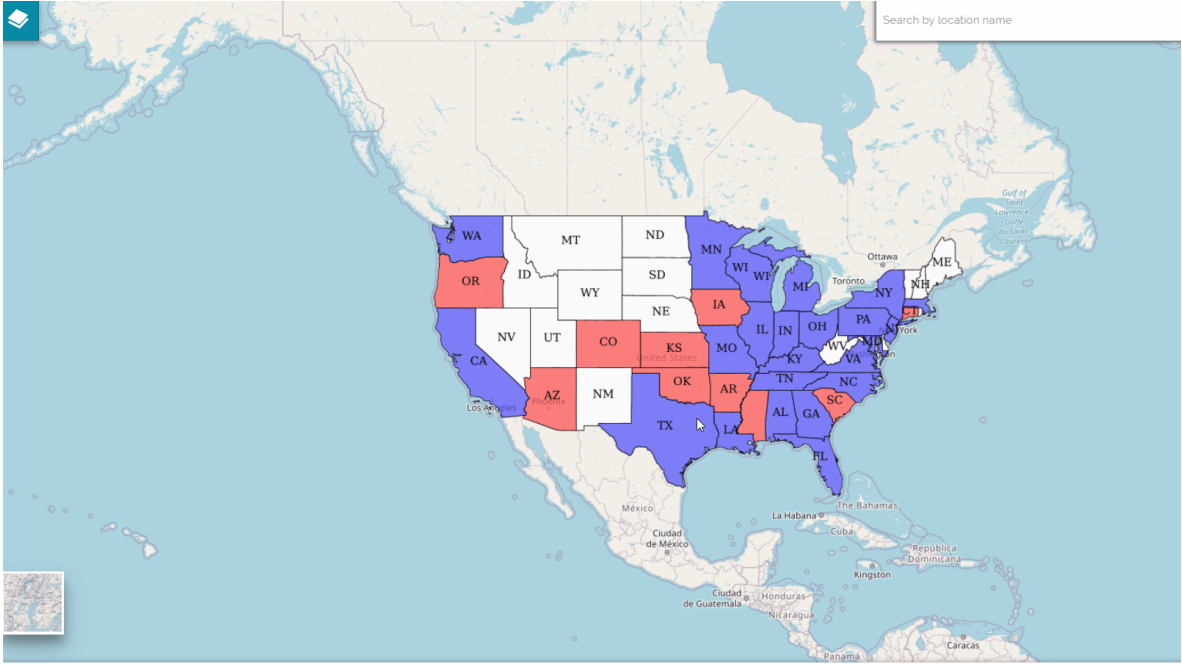 Search by location name
Gulf of
Saint
Lawrence /
Golfe
du Saint-
Laurent
WA
MT
ND
MN
OR
ID
SD
WI
WI
MI
Ottawa
ME
WY
NE
IA
Toronto
NY
NH
CT
NV
UT
CO
KS
United States
MO
IL
IN
OH
PA
NJ
York
CA
WV
MD
VA
KY
AZ
Phoenix
NM
OK
AR
TN
NC
SC
Los Angeles
TX
LA
AL
GA
FL
México
Ciudad
de México
La Habana
The Bahamas
Cuba
República
Dominicana
Kingston
Ciudad
de Guatemala
Honduras
Nicaragua
Caracas
Panamá